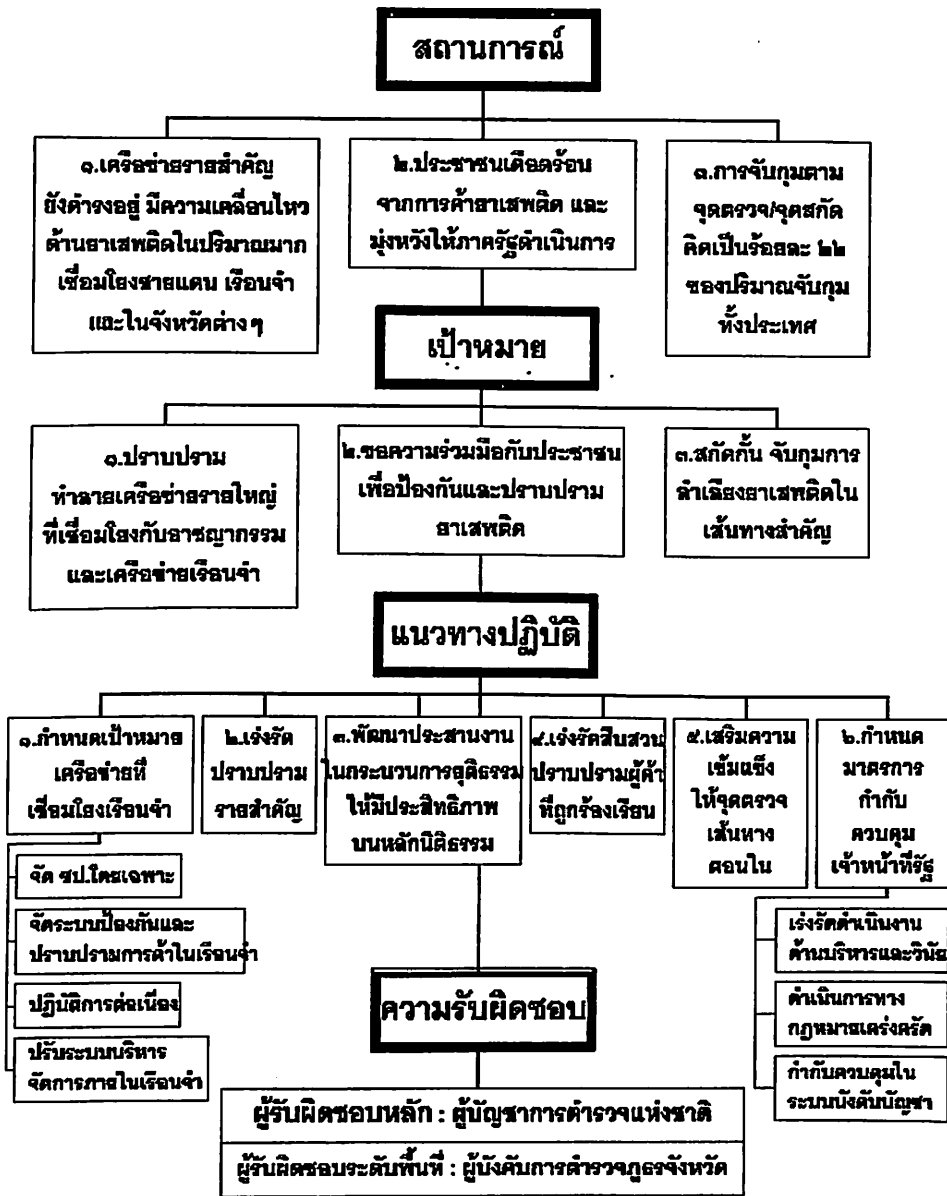 สถานการณ์
๑.เครือข่ายรายสำคัญ
ยังดำรงอยู่ มีความเคลื่อนไหว
ด้านยาเสพติดในปริมาณมาก
เชื่อมโยงชายแดน เรือนจำ
และในจังหวัดต่างๆ
๒.ประชาชนเดือดร้อน
จากการค้ายาเสพติด และ
มุ่งหวังให้ภาครัฐดำเนินการ
๓.การจับกุมตาม
จุดตรวจ/จุดสกัด
คิดเป็นร้อยละ ๒๒
ของปริมาณจับกุม
ทั้งประเทศ
เป้าหมาย
๑.ปราบปราม
ทำลายเครือข่ายรายใหญ่
ที่เชื่อมโยงกับอาชญากรรม
และเครือข่ายเรือนจำ
๒.ขอความร่วมมือกับประชาชน
เพื่อป้องกันและปราบปราม
ยาเสพติด
๓.สกัดกั้น จับกุมการ
ลำเลียงยาเสพติดใน
เส้นทางสำคัญ
แนวทางปฏิบัติ
๑.กำหนดเป้าหมาย
เครือข่ายที่
เชื่อมโยงเรือนจำ
จัด ชป.โดยเฉพาะ
จัดระบบป้องกันและ
ปราบปรามการค้าในเรือนจำ
ปฏิบัติการต่อเนื่อง
ปรับระบบบริหาร
จัดการภายในเรือนจำ
๒.เร่งรัด
ปราบปราม
รายสำคัญ
๓.พัฒนาประสานงาน
ในกระบวนการยุติธรรม
ให้มีประสิทธิภาพ
บนหลักนิติธรรม
๔.เร่งรัดสืบสวน
ปราบปรามผู้ค้า
ที่ถูกร้องเรียน
๕.เสริมความ
เข้มแข็ง
ให้จุดตรวจ
เส้นทาง
ตอนใน
๖.กำหนด
มาตรการ
กำกับ
ควบคุม
เจ้าหน้าที่รัฐ
เร่งรัดดำเนินงาน
ด้านบริหารและวินัย
ดำเนินการทาง
กฎหมายเคร่งครัด
กำกับควบคุมใน
ระบบบังคับบัญชา
ความรับผิดชอบ
ผู้รับผิดชอบหลัก : ผู้บัญชาการตำรวจแห่งชาติ
ผู้รับผิดชอบระดับพื้นที่ : ผู้บังคับการตำรวจภูธรจังหวัด